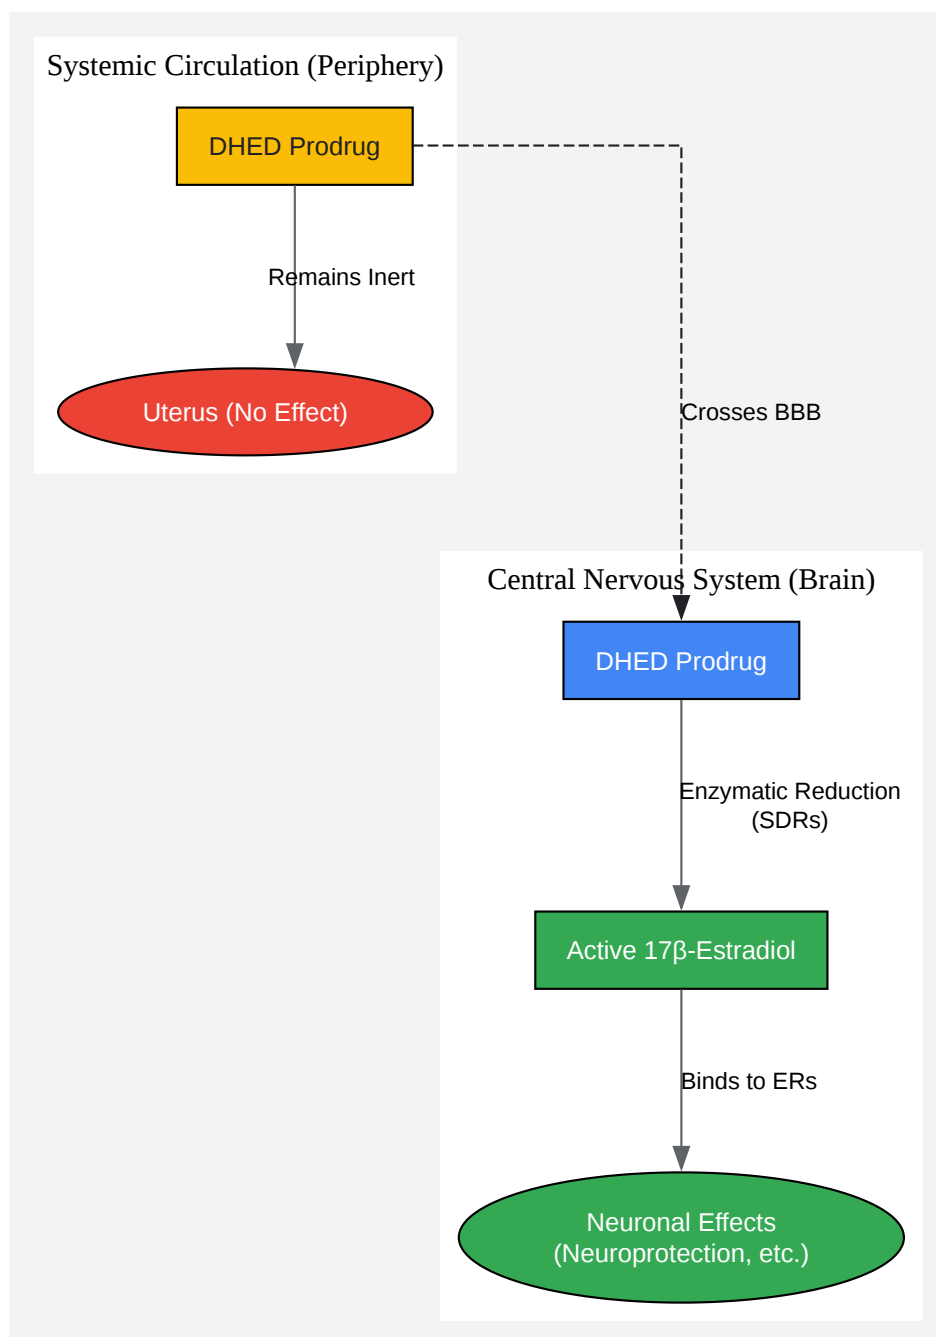 Systemic Circulation (Periphery)
DHED Prodrug
Remains Inert
Uterus (No Effect)
Crosses BBB
Central Nervous System (Brain)
DHED Prodrug
Enzymatic Reduction
(SDRs)
Active 17β-Estradiol
Binds to ERs
Neuronal Effects
(Neuroprotection, etc.)